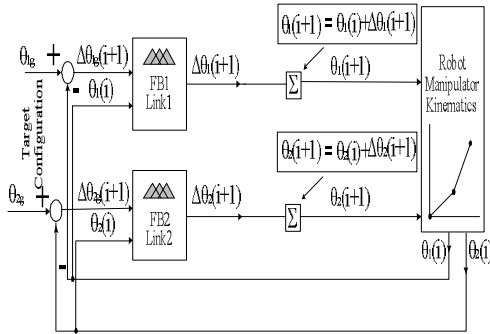 θ1(i+1) = θ1(i)+Δθ1(i+1)
θ1g
+
Δθ1g(i+1)
-
θ1(i)
FB1
Link1
Δθ1(i+1)
Σ
θ1(i+1)
Robot
Manipulator
Kinematics
Target
Configuration
θ2(i+1) = θ2(i)+Δθ2(i+1)
θ2g
+
Δθ2g(i+1)
θ2(i)
-
FB2
Link2
Δθ2(i+1)
Σ
θ2(i+1)
θ1(i)
θ2(i)